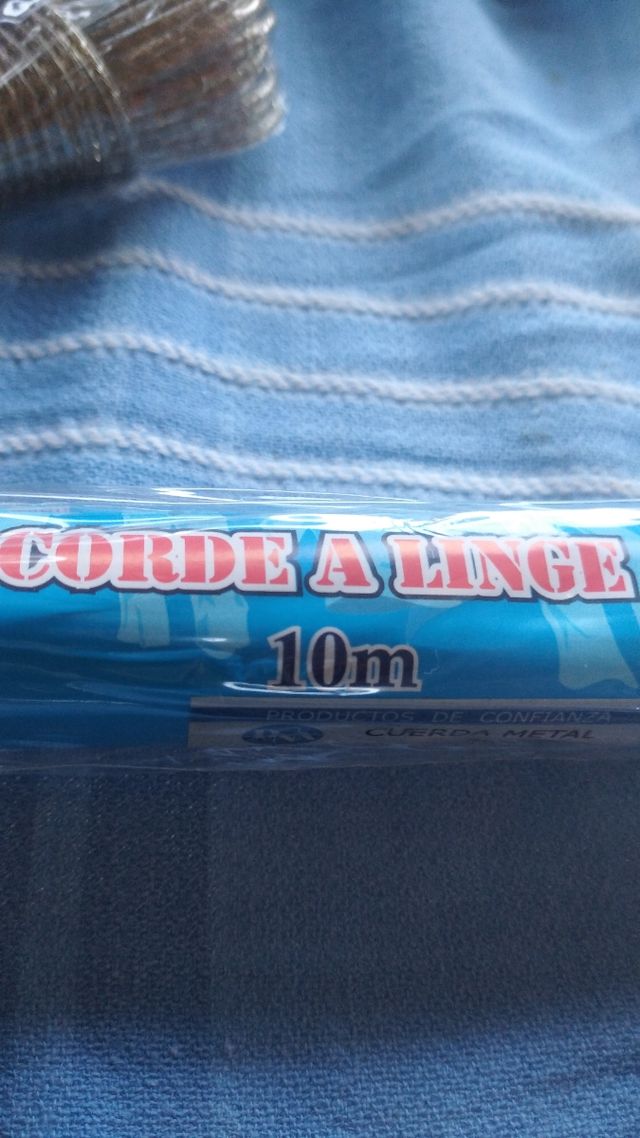 CORDE A LINGE
10m
PRODUCTOS DE CONFIANZA
CUERDA METAL